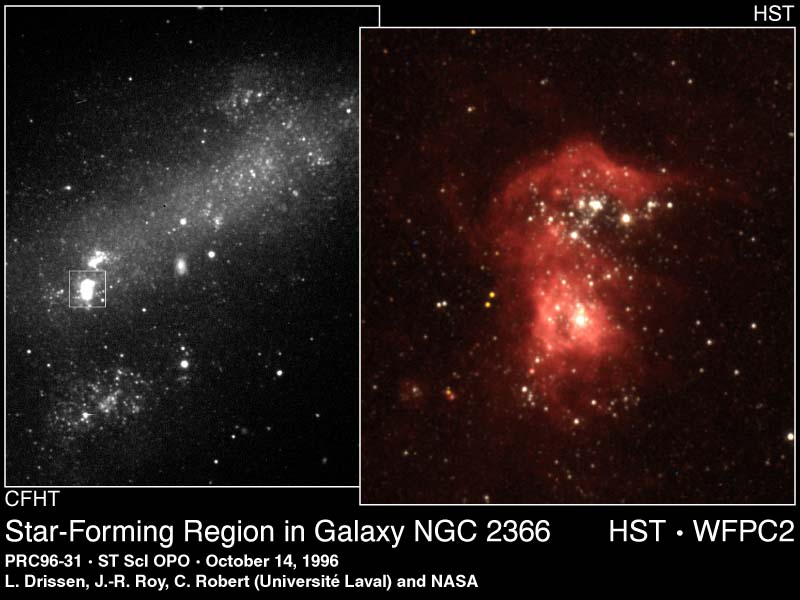 HST
CFHT
Star-Forming Region in Galaxy NGC 2366 HST • WFPC2
PRC96-31 • ST ScI OPO • October 14, 1996
L. Drissen, J.-R. Roy, C. Robert (Université Laval) and NASA